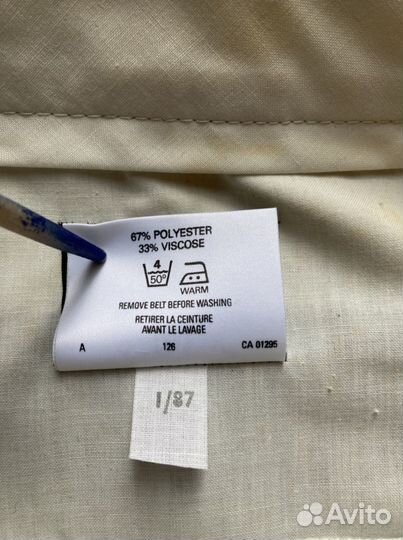 67% POLYESTER
33% VISCOSE
4
50°
WARM
REMOVE BELT BEFORE WASHING
RETIRER LA CEINTURE
AVANT LE LAVAGE
A 126 CA 01295
1/87
Avito